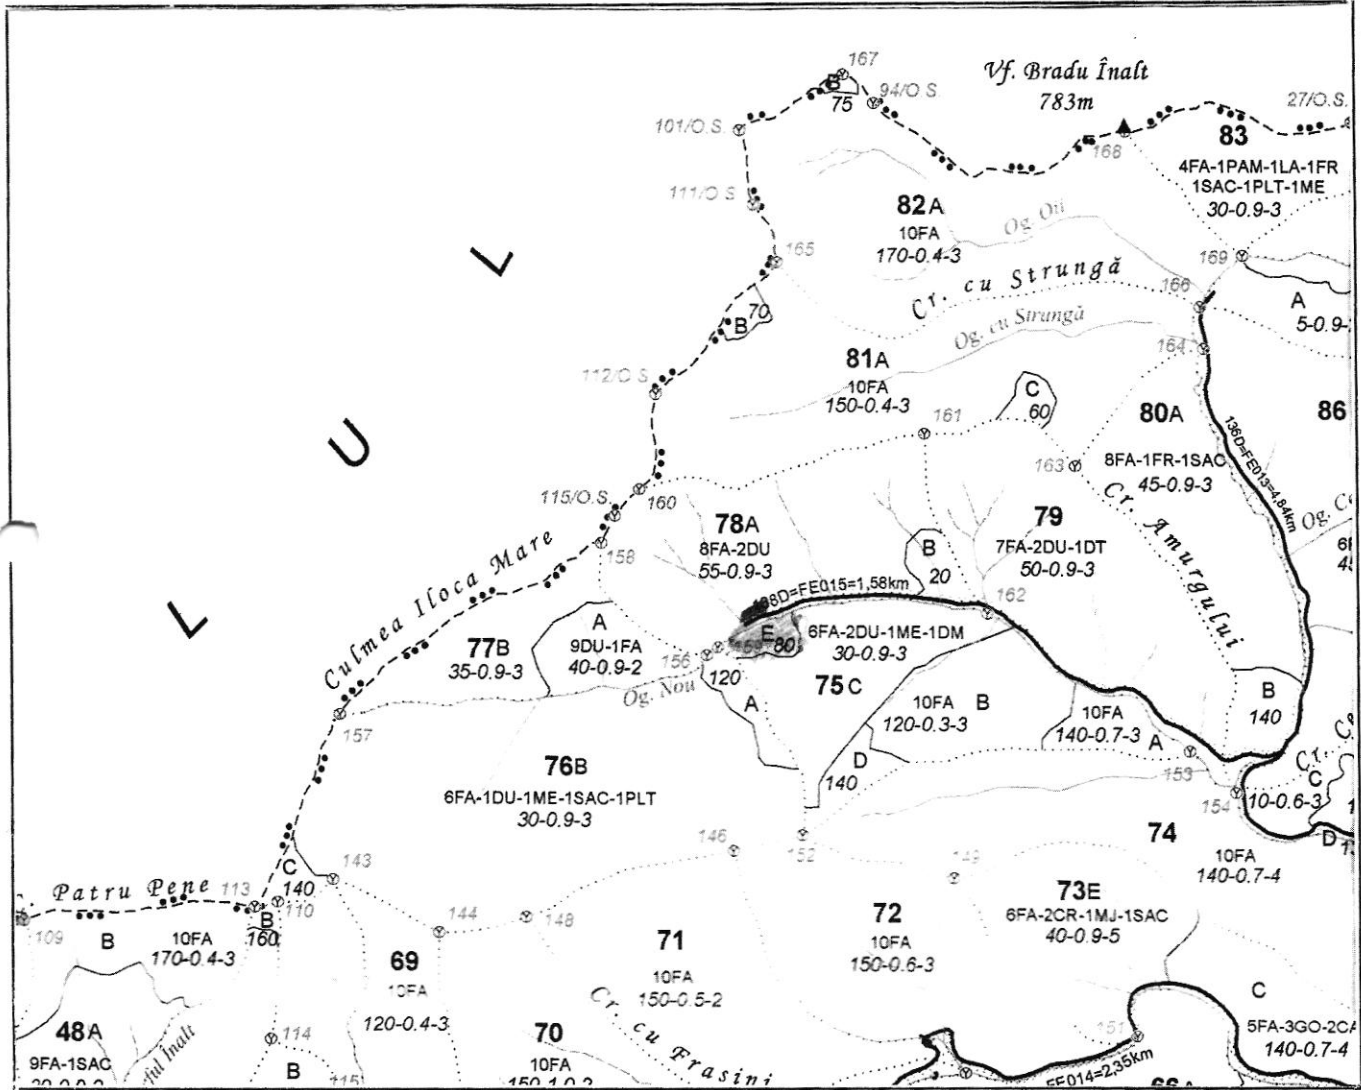 167
Vf. Bradu Înalt
783m
94/O.S.
B
75
27/O.S.
101/O.S.
168
83
4FA-1PAM-1LA-1FR
1SAC-1PLT-1ME
30-0.9-3
111/O.S
82A
10FA
170-0.4-3
Og. Oii
L
165
169
Cr. cu Strungă
166
A
5-0.9-
B
70
Og. cu Strungă
164
81A
10FA
150-0.4-3
112/O.S
C
60
80A
86
8FA-1FR-1SAC
45-0.9-3
136D=FE013=4,84km
161
163
U
Cr. Amurgului
115/O.S.
160
78A
8FA-2DU
55-0.9-3
79
7FA-2DU-1DT
50-0.9-3
158
B
20
Culmea Iloca Mare
138D=FE015=1,58km
162
L
77B
35-0.9-3
A
9DU-1FA
40-0.9-2
156
159
E
80
6FA-2DU-1ME-1DM
30-0.9-3
75C
120
A
Og. Nou
10FA
120-0.3-3
B
10FA
140-0.7-3
A
B
140
157
153
76B
6FA-1DU-1ME-1SAC-1PLT
30-0.9-3
D
140
154
C
10-0.6-3
D
74
10FA
140-0.7-4
146
152
149
143
C
140
Patru Pene
113
110
B
160
109
B
10FA
170-0.4-3
144
148
73E
6FA-2CR-1MJ-1SAC
40-0.9-5
72
10FA
150-0.6-3
69
10FA
120-0.4-3
71
10FA
150-0.5-2
Cr. cu Frasini
C
5FA-3GO-2CA
140-0.7-4
48A
9FA-1SAC
114
B
115
70
10FA
151
FE014=2,35km